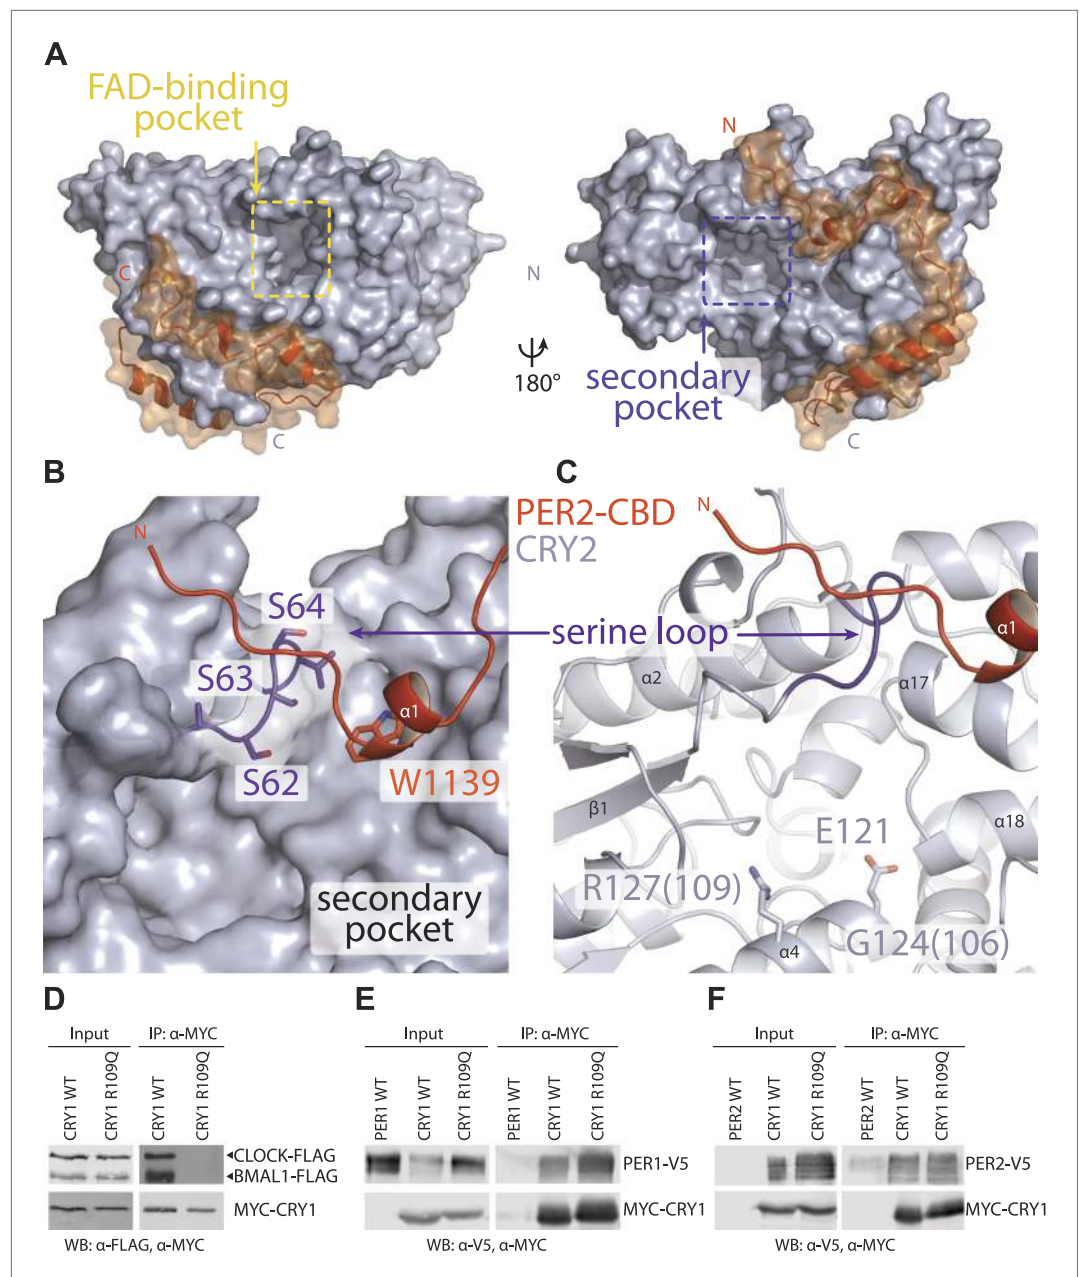 A
FAD-binding
pocket
C
C
N
180°
N
secondary
pocket
C
B
N
S64
S63
S62
α1
W1139
secondary
pocket
PER2-CBD
CRY2
serine loop
C
N
α1
α2
α17
β1
α18
E121
R127(109)
G124(106)
α4
D
Input
IP: α-MYC
CRY1 WT
CRY1 R109Q
CRY1 WT
CRY1 R109Q
CLOCK-FLAG
BMAL1-FLAG
MYC-CRY1
WB: α-FLAG, α-MYC
E
Input
IP: α-MYC
PER1 WT
CRY1 WT
CRY1 R109Q
PER1 WT
CRY1 WT
CRY1 R109Q
PER1-V5
MYC-CRY1
WB: α-V5, α-MYC
F
Input
IP: α-MYC
PER2 WT
CRY1 WT
CRY1 R109Q
PER2 WT
CRY1 WT
CRY1 R109Q
PER2-V5
MYC-CRY1
WB: α-V5, α-MYC